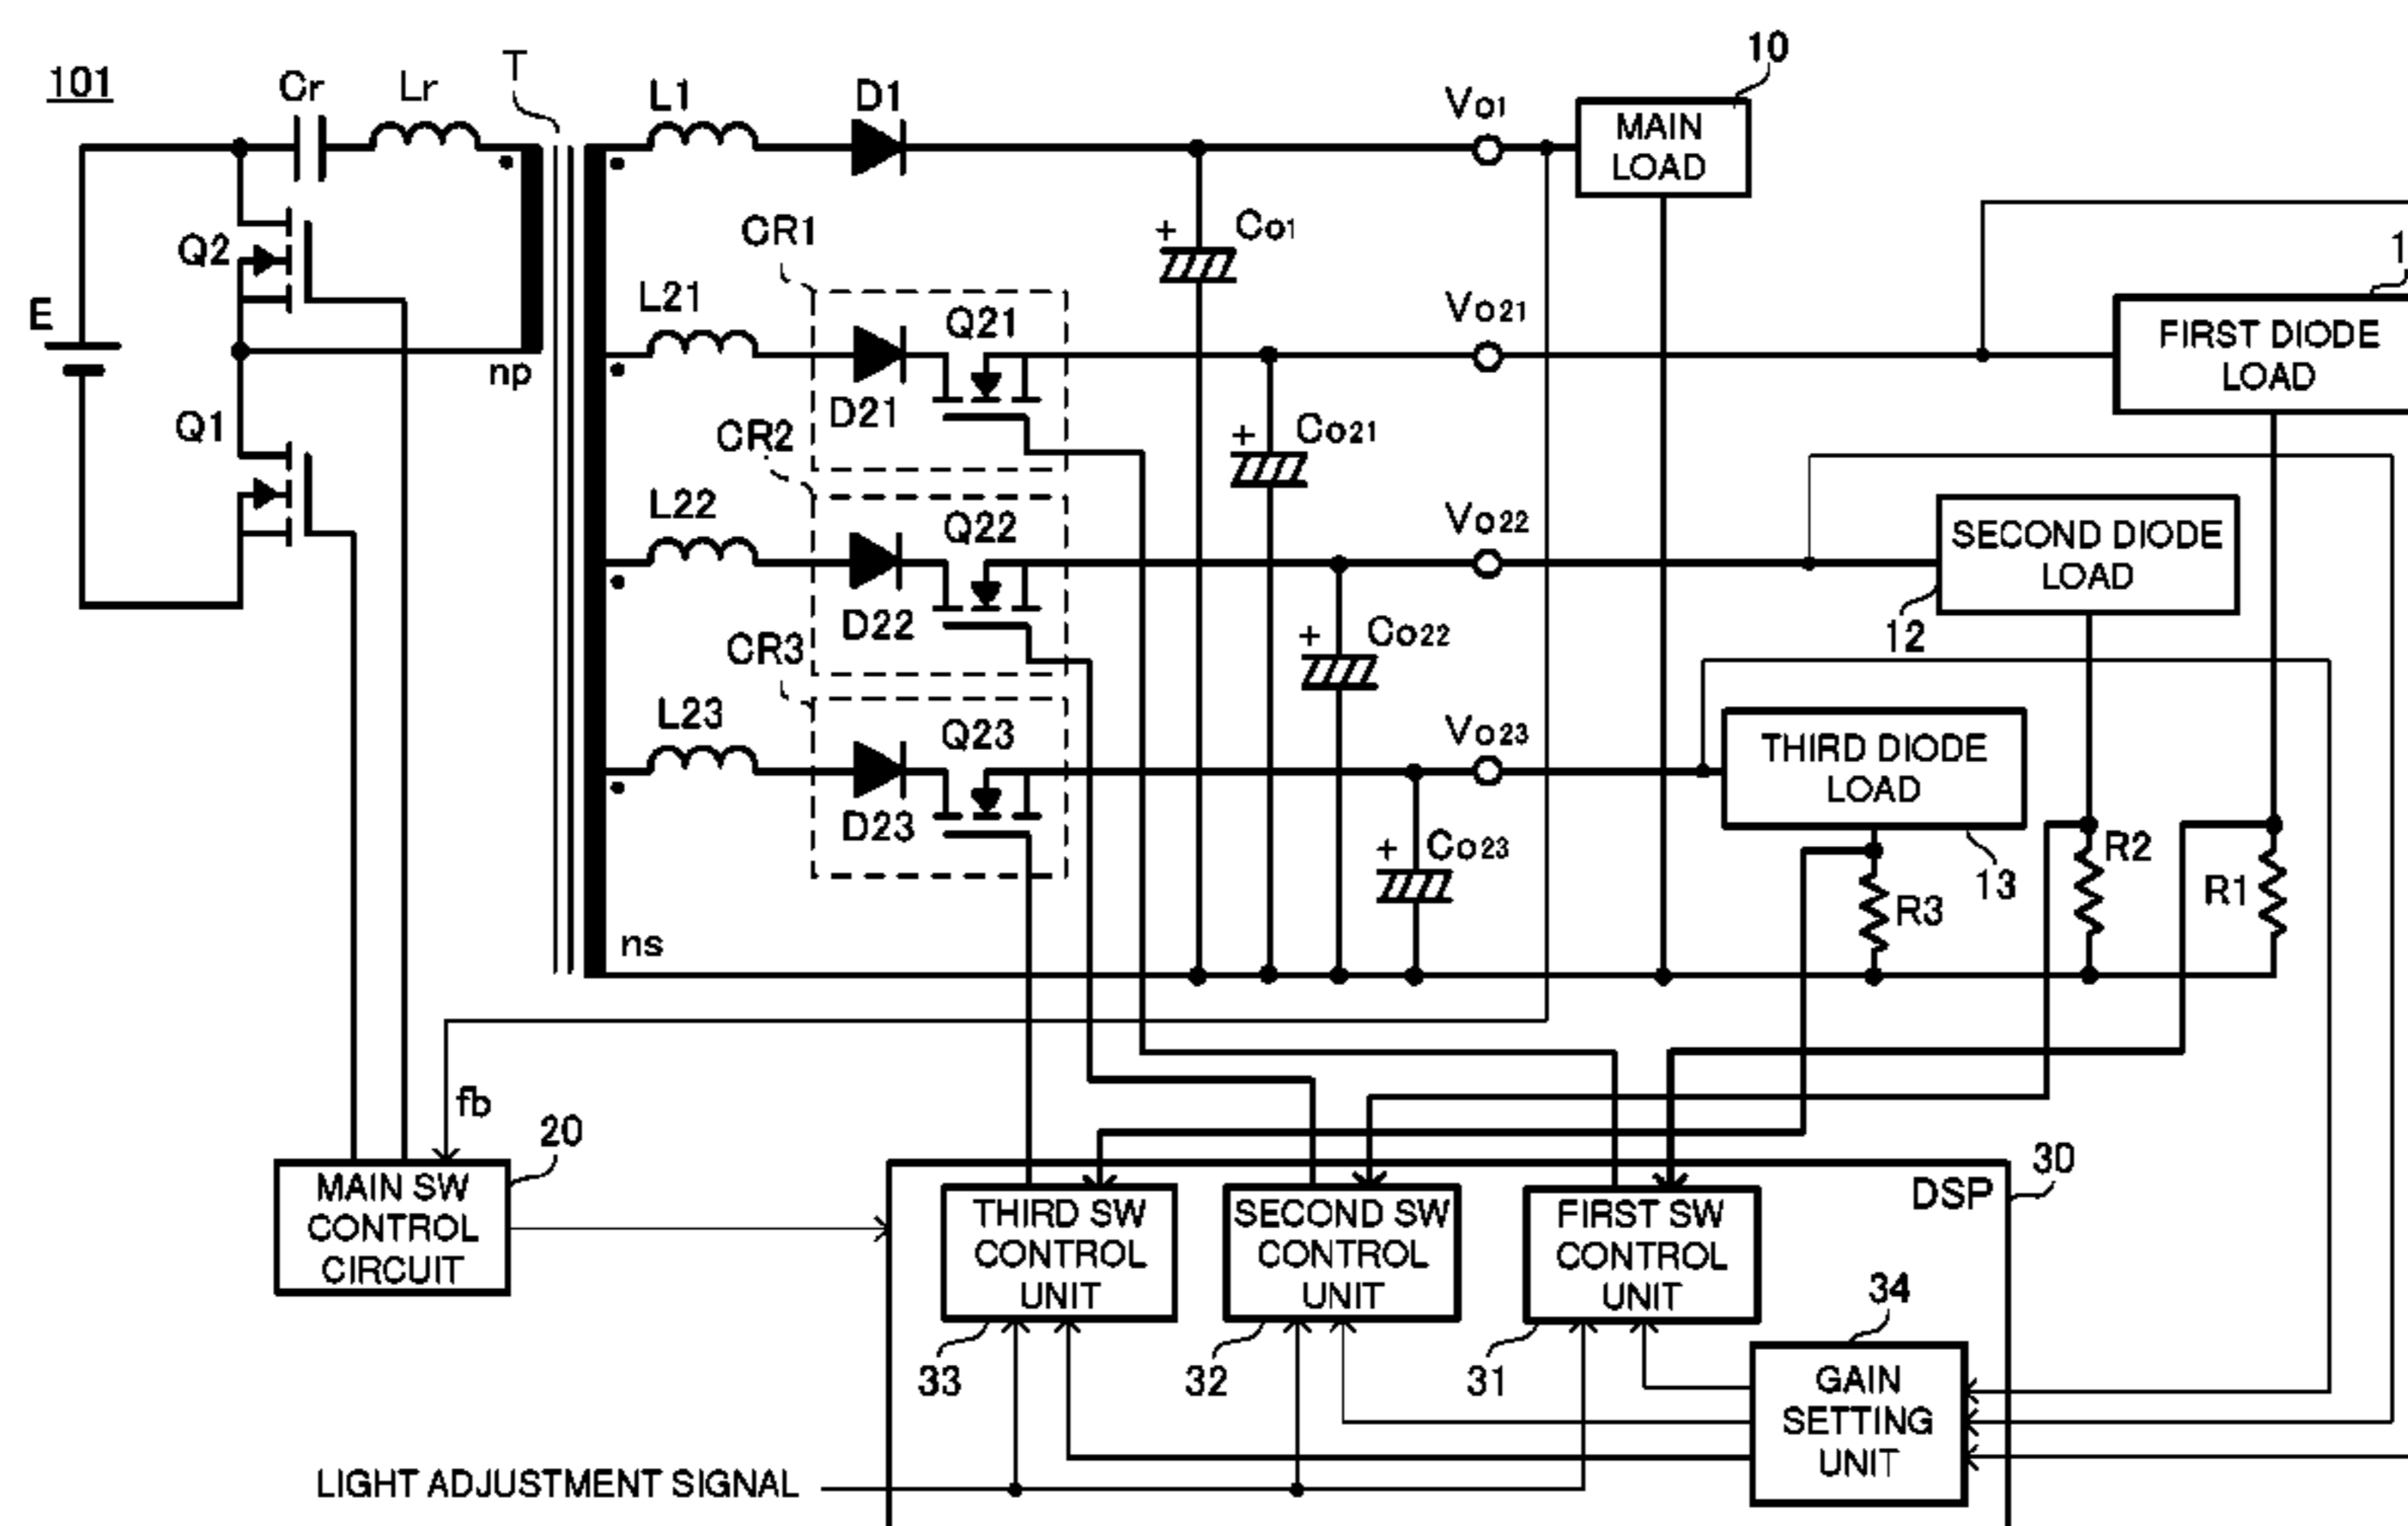 101
Cr
Lr
T
L1
D1
Vo1
10
MAIN
LOAD
Co1
+
CR1
Q2
E
L21
Q21
Vo21
FIRST DIODE
LOAD
np
D21
Q1
CR2
+
Co21
L22
Q22
Vo22
SECOND DIODE
LOAD
12
D22
CR3
+
Co22
L23
Q23
Vo23
THIRD DIODE
LOAD
D23
+
Co23
13
R3
R2
R1
ns
fb
20
MAIN SW
CONTROL
CIRCUIT
30
DSP
THIRD SW
CONTROL
UNIT
SECOND SW
CONTROL
UNIT
FIRST SW
CONTROL
UNIT
33
32
31
34
GAIN
SETTING
UNIT
LIGHT ADJUSTMENT SIGNAL